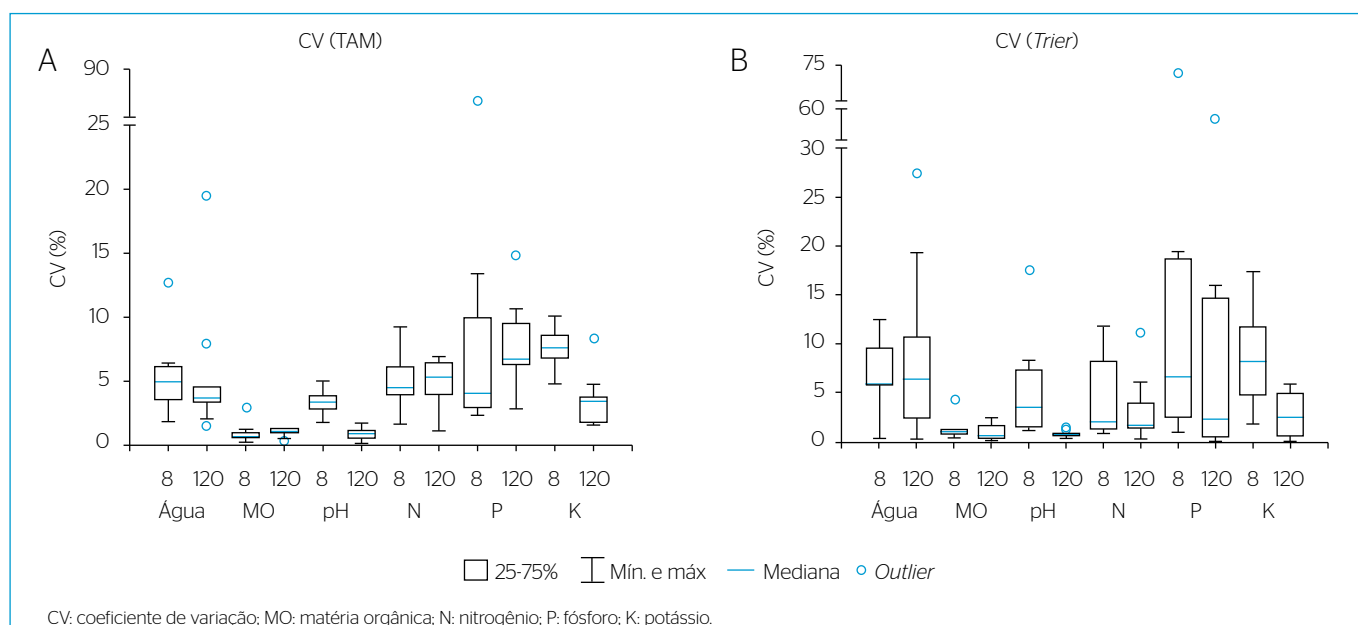 CV (TAM)
A
90
25
20
15
10
5
0
CV (%)
8 120 8 120 8 120 8 120 8 120 8 120
Água MO pH N P K
CV (Trier)
B
75
60
30
25
20
15
10
5
0
CV (%)
8 120 8 120 8 120 8 120 8 120 8 120
Água MO pH N P K
25-75% Mín. e máx Mediana Outlier
CV: coeficiente de variação; MO: matéria orgânica; N: nitrogênio; P: fósforo; K: potássio.